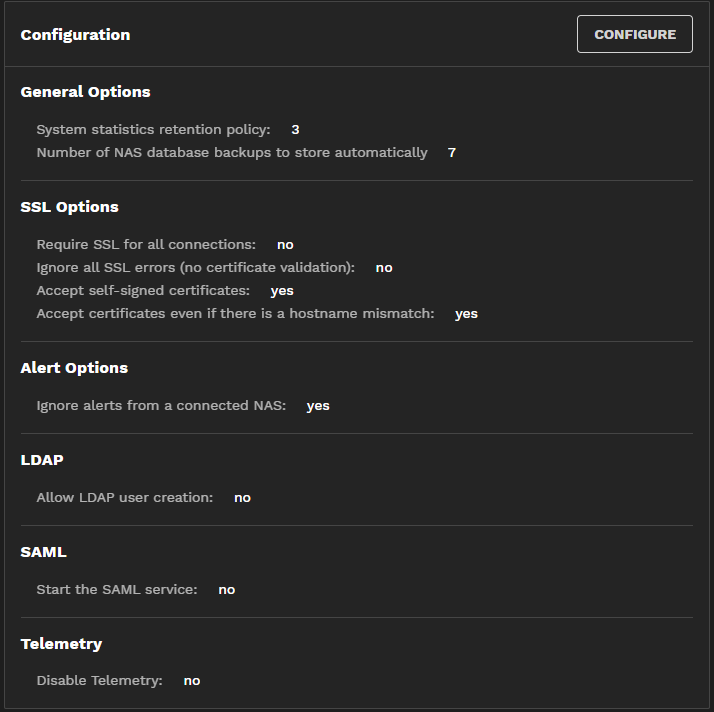 Configuration
CONFIGURE
General Options
System statistics retention policy: 3
Number of NAS database backups to store automatically 7
SSL Options
Require SSL for all connections: no
Ignore all SSL errors (no certificate validation): no
Accept self-signed certificates: yes
Accept certificates even if there is a hostname mismatch: yes
Alert Options
Ignore alerts from a connected NAS: yes
LDAP
Allow LDAP user creation: no
SAML
Start the SAML service: no
Telemetry
Disable Telemetry: no